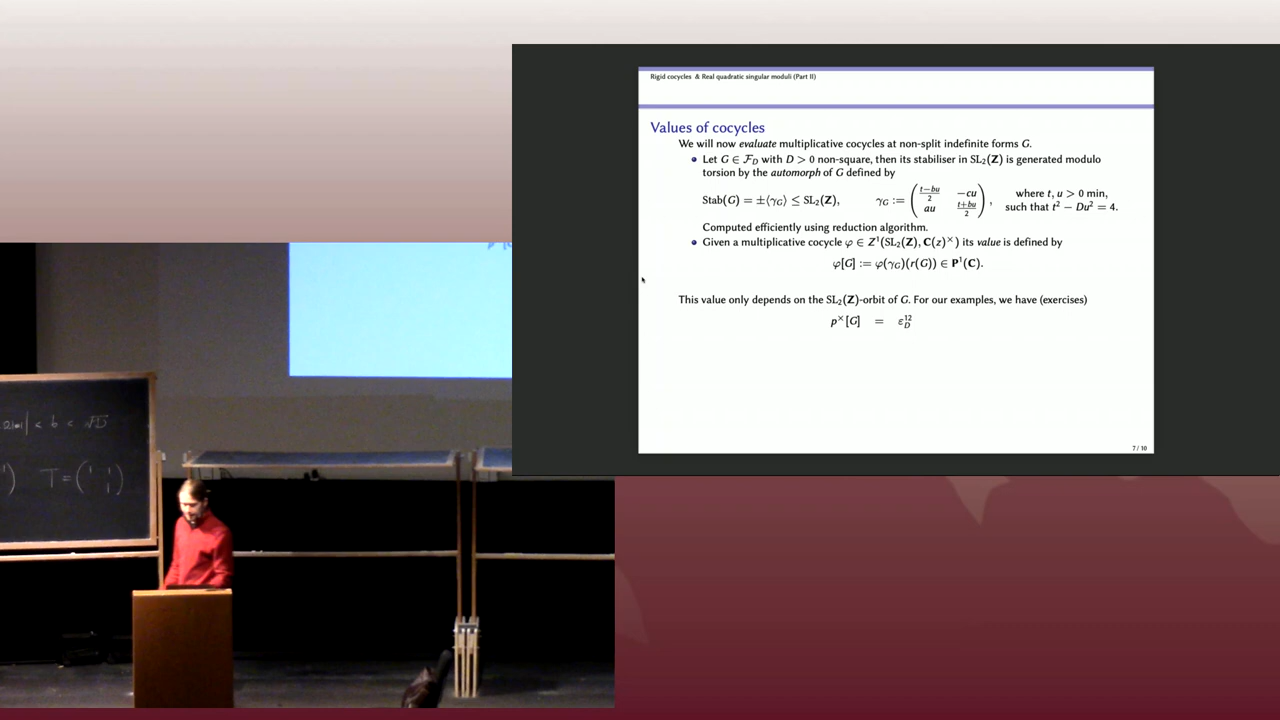 Rigid cocycles & Real quadratic singular moduli (Part II)
Values of cocycles
We will now evaluate multiplicative cocycles at non-split indefinite forms G.
• Let G ∈ 𝓕_D with D > 0 non-square, then its stabiliser in SL₂(Z) is generated modulo
torsion by the automorph of G defined by
Stab(G) = ±⟨γ_G⟩ ≤ SL₂(Z), γ_G := ( (t−bu)/2 −cu ; au (t+bu)/2 ), where t, u > 0 min,
such that t² − Du² = 4.
Computed efficiently using reduction algorithm.
• Given a multiplicative cocycle φ ∈ Z¹(SL₂(Z), C(z)^×) its value is defined by
φ[G] := φ(γ_G)(r(G)) ∈ P¹(C).
This value only depends on the SL₂(Z)-orbit of G. For our examples, we have (exercises)
p^×[G] = ε_D^12
7 / 10
| < b < √D
) T = ( 1 1 ; 1 )